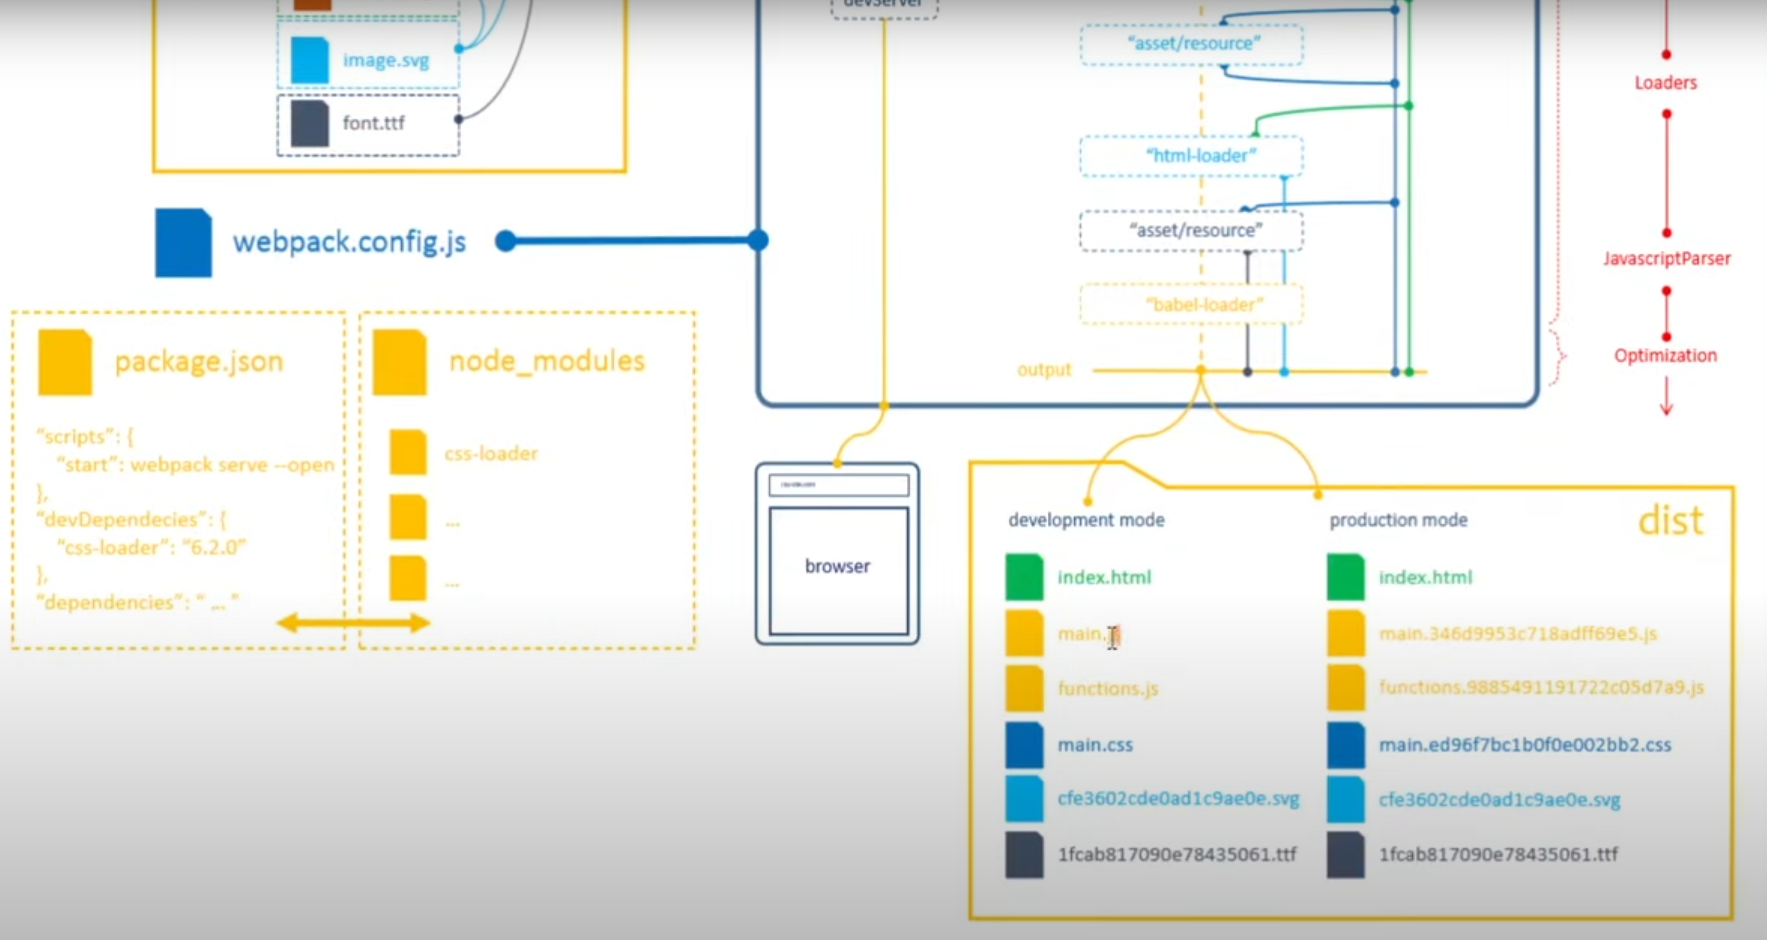 devServer
image.svg
font.ttf
webpack.config.js
package.json
"scripts": {
"start": webpack serve --open
},
"devDependecies": {
"css-loader": "6.2.0"
},
"dependencies": " ... "
node_modules
css-loader
...
...
"asset/resource"
"html-loader"
"asset/resource"
"babel-loader"
output
Loaders
JavascriptParser
Optimization
browser
dist
development mode
index.html
functions.js
main.css
cfe3602cde0ad1c9ae0e.svg
1fcab817090e78435061.ttf
production mode
index.html
main.346d9953c718adff69e5.js
functions.9885491191722c05d7a9.js
main.ed96f7bc1b0f0e002bb2.css
cfe3602cde0ad1c9ae0e.svg
1fcab817090e78435061.ttf